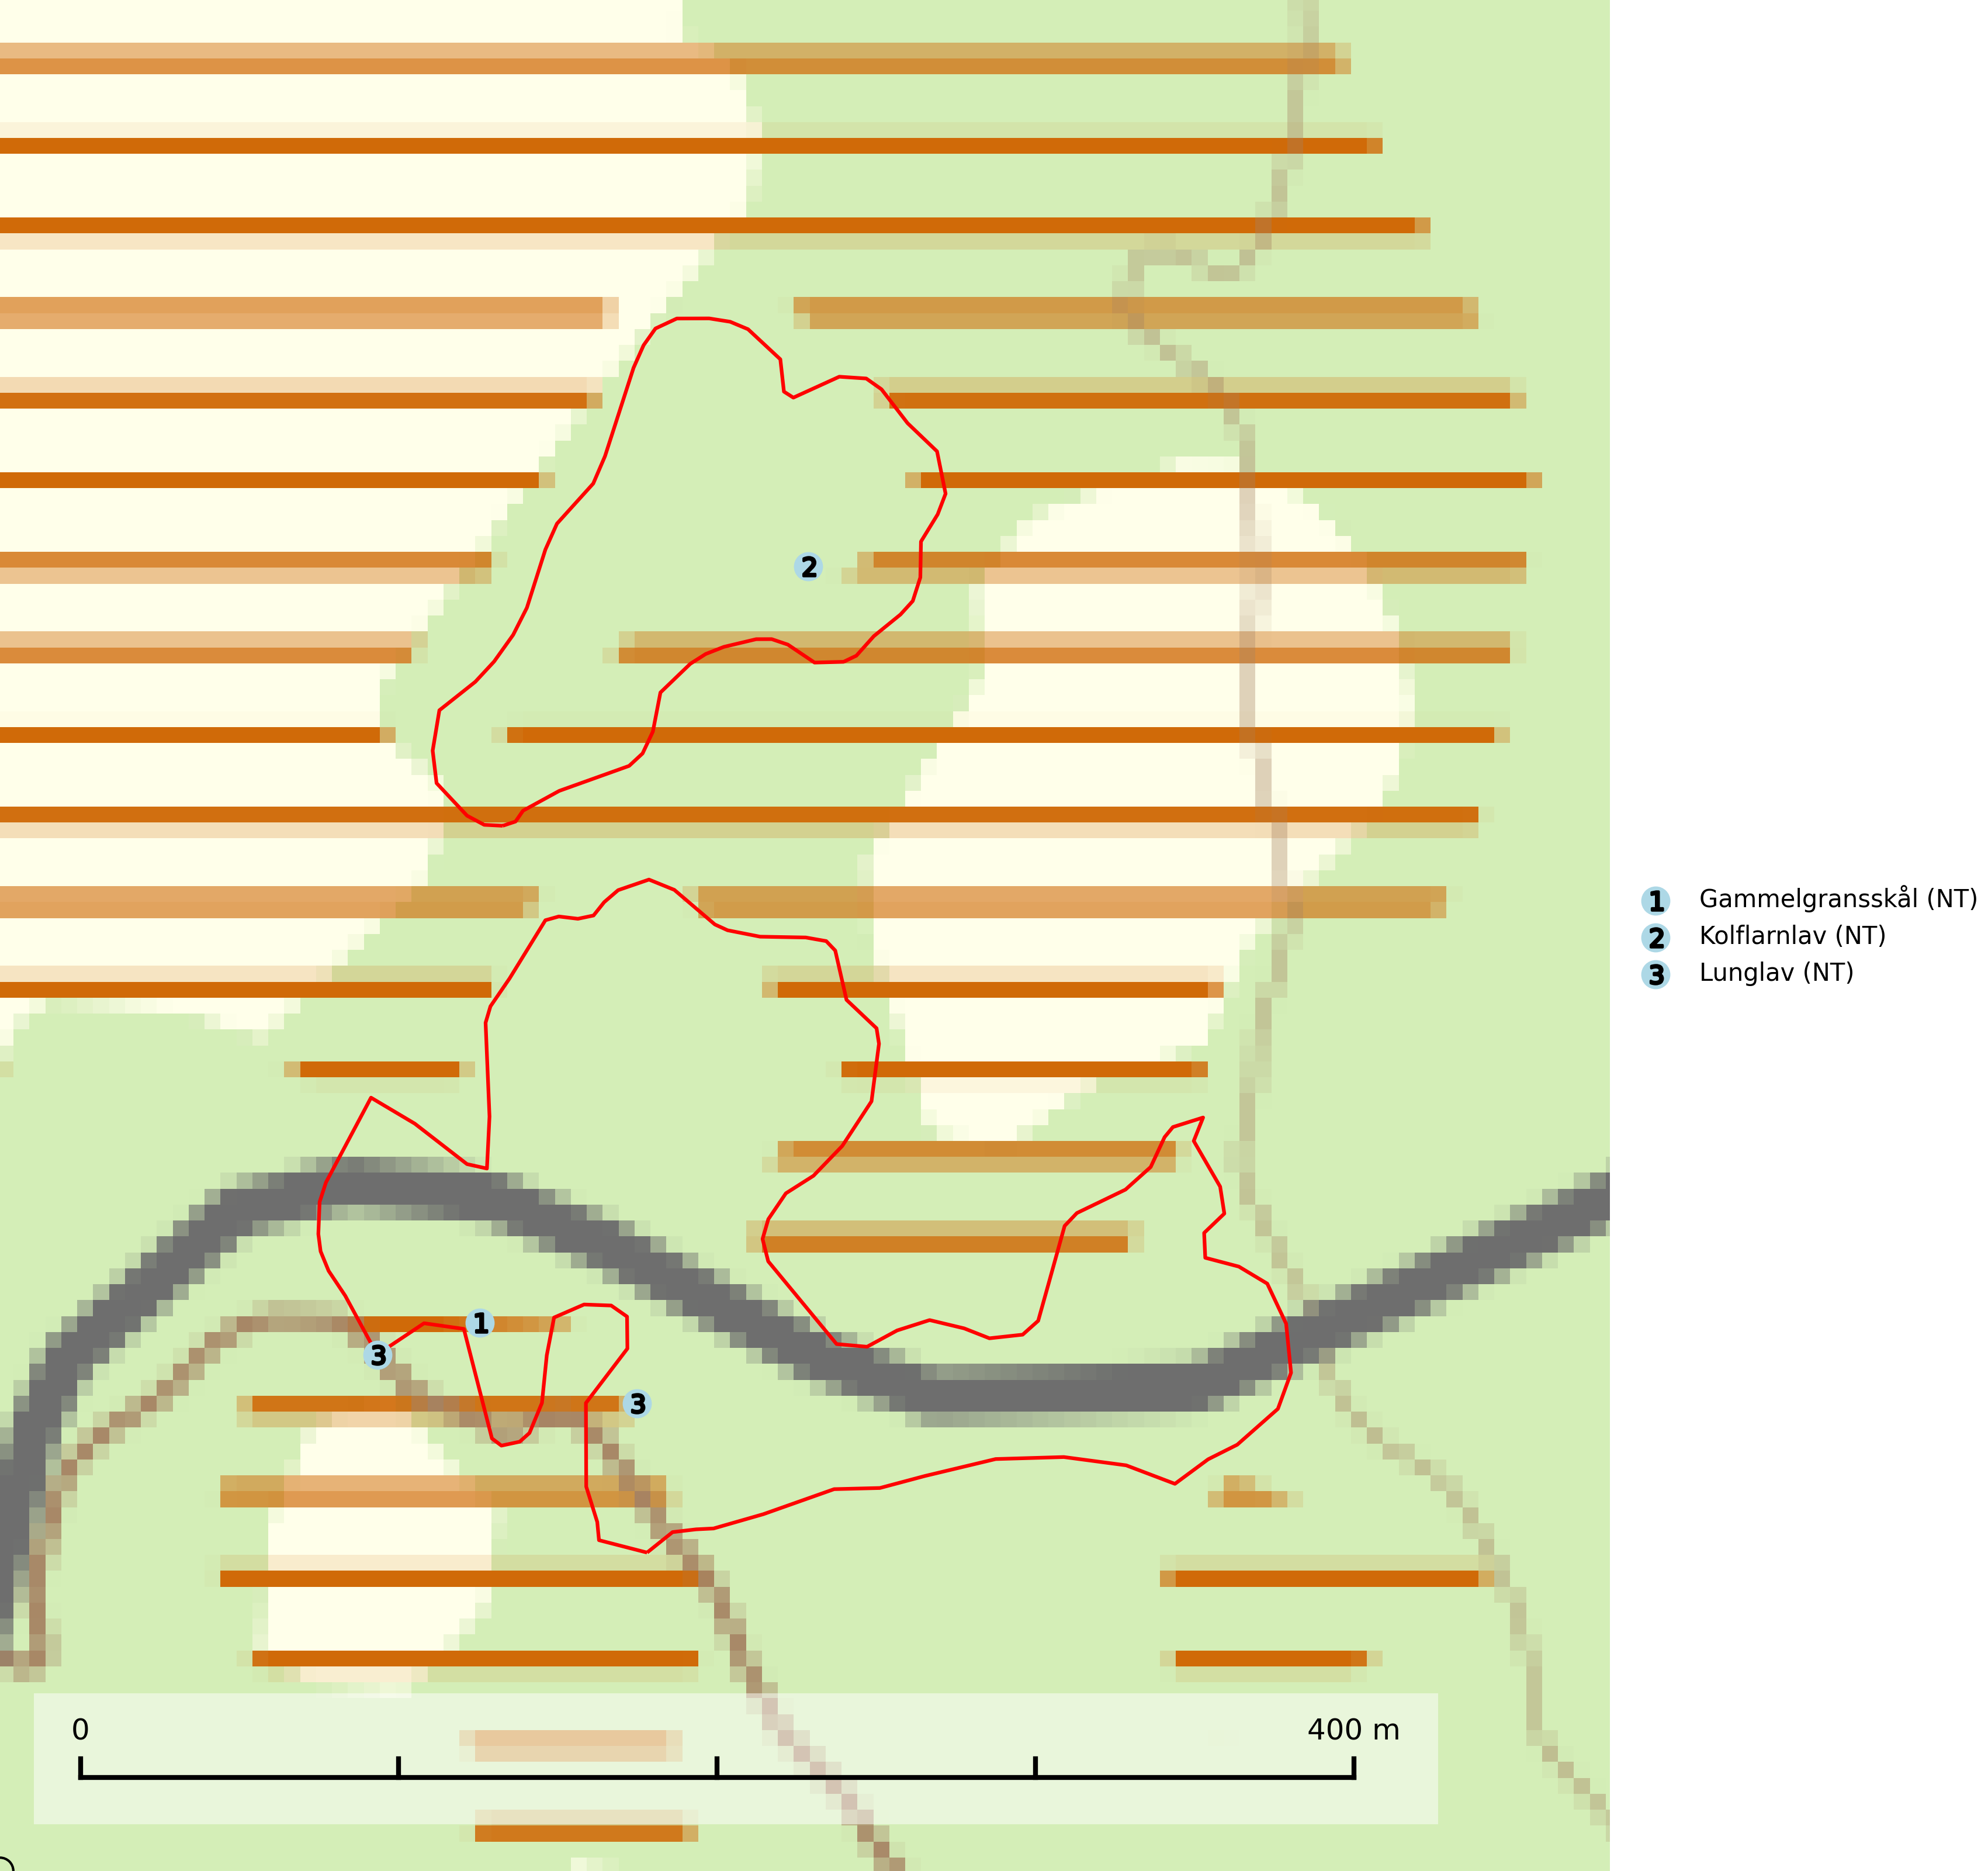 2
1
3
3
1 Gammelgransskål (NT)
2 Kolflarnlav (NT)
3 Lunglav (NT)
0 400 m